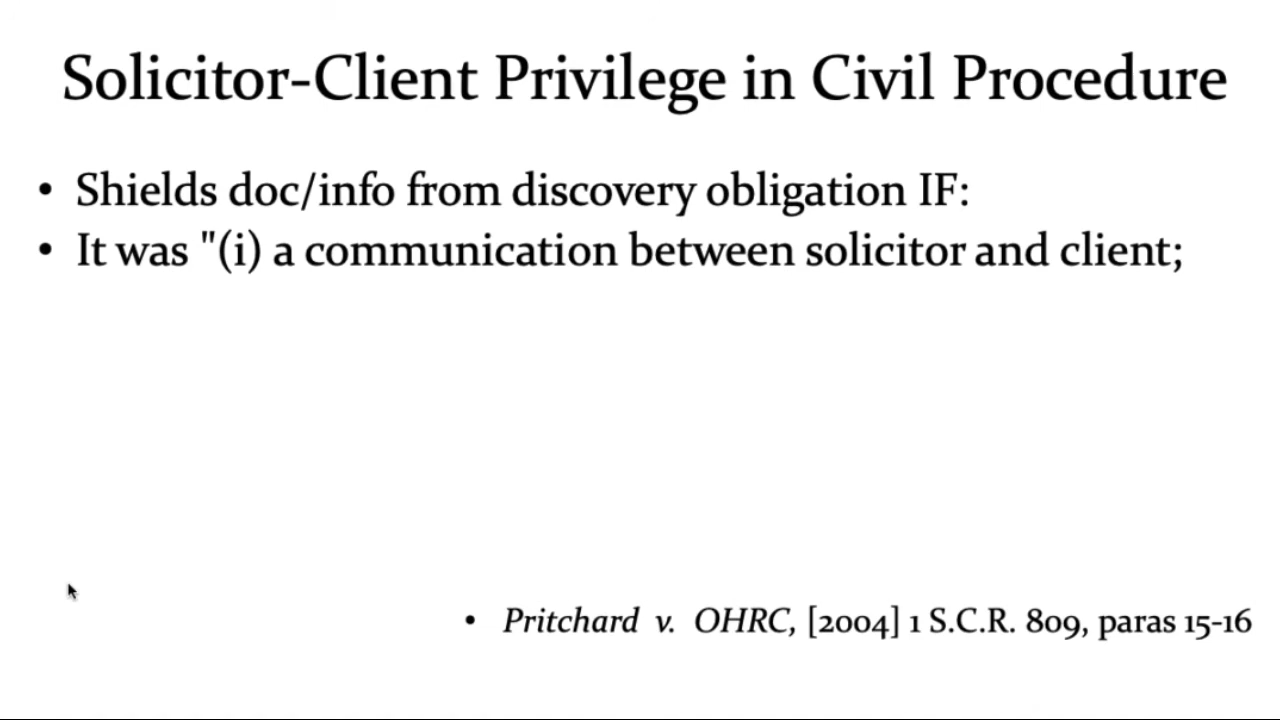 Solicitor-Client Privilege in Civil Procedure
• Shields doc/info from discovery obligation IF:
• It was "(i) a communication between solicitor and client;
• Pritchard v. OHRC, [2004] 1 S.C.R. 809, paras 15-16